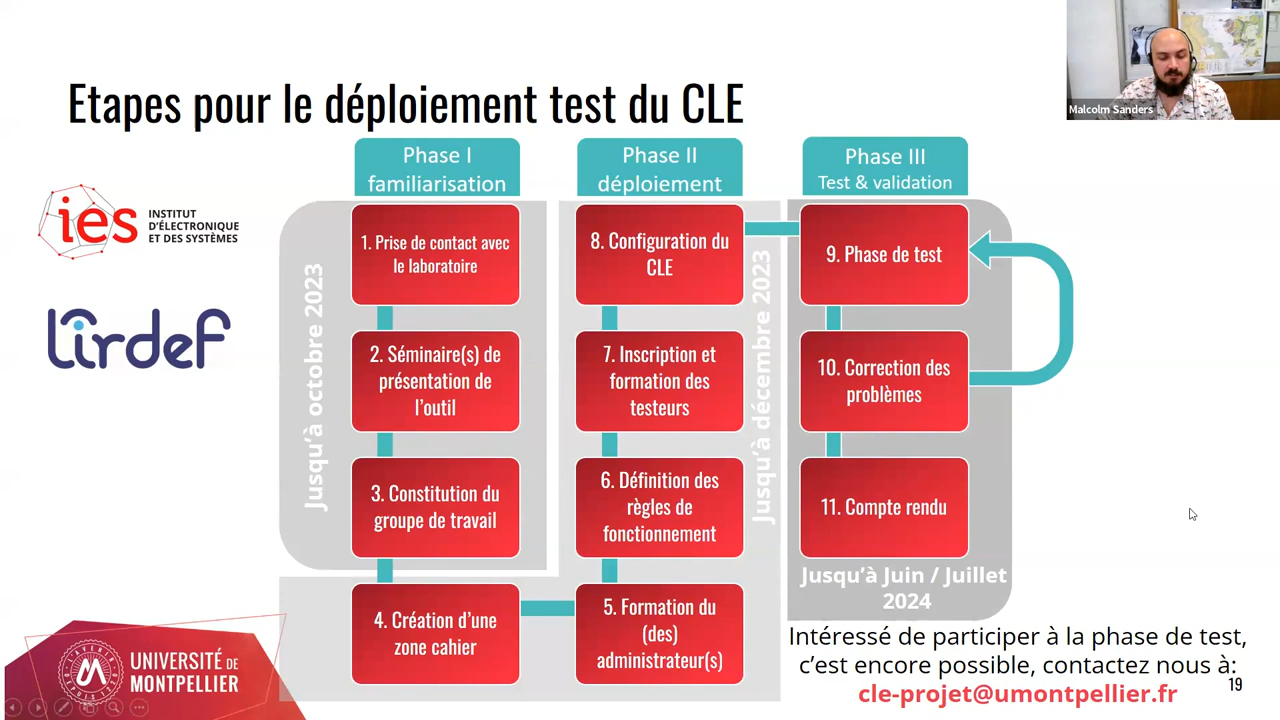 Malcolm Sanders
Etapes pour le déploiement test du CLE
ies
INSTITUT
D'ÉLECTRONIQUE
ET DES SYSTÈMES
Lirdef
Phase I
familiarisation
Jusqu'à octobre 2023
1. Prise de contact avec
le laboratoire
2. Séminaire(s) de
présentation de
l'outil
3. Constitution du
groupe de travail
4. Création d'une
zone cahier
Phase II
déploiement
Jusqu'à décembre 2023
8. Configuration du
CLE
7. Inscription et
formation des
testeurs
6. Définition des
règles de
fonctionnement
5. Formation du
(des)
administrateur(s)
Phase III
Test & validation
9. Phase de test
10. Correction des
problèmes
11. Compte rendu
Jusqu'à Juin / Juillet
2024
Intéressé de participer à la phase de test,
c'est encore possible, contactez nous à:
cle-projet@umontpellier.fr
19
UNIVERSITÉ DE
MONTPELLIER